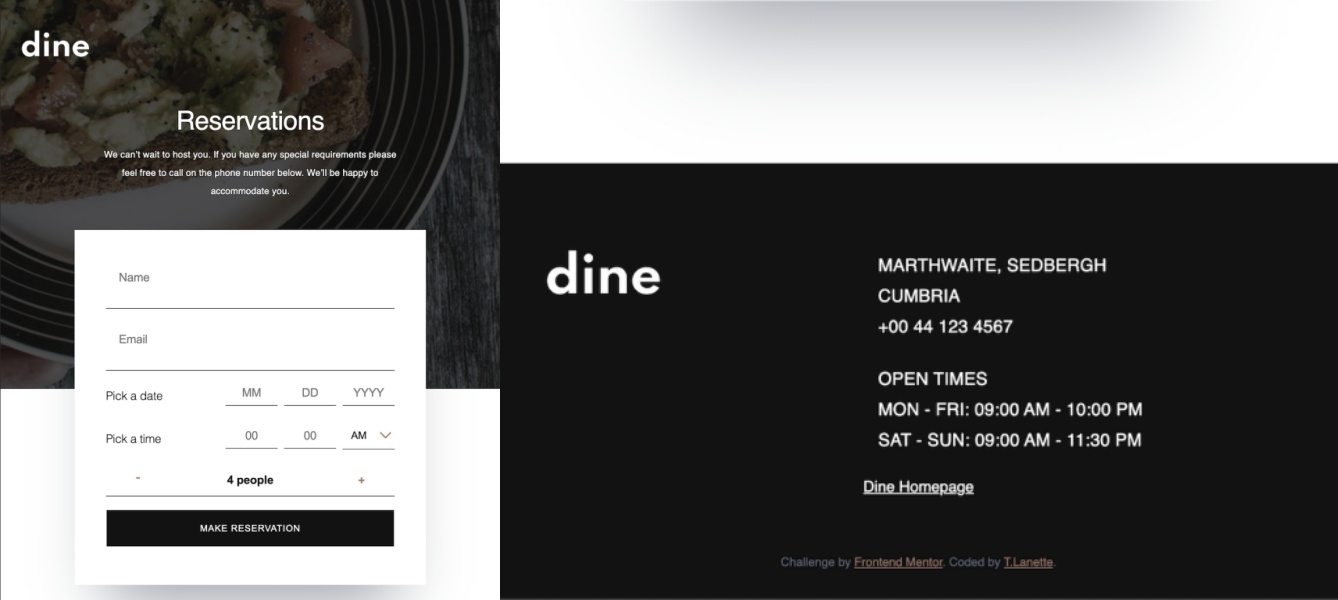 dine
Reservations
We can't wait to host you. If you have any special requirements please
feel free to call on the phone number below. We'll be happy to
accommodate you.
Name
Email
Pick a date MM DD YYYY
Pick a time 00 00 AM
- 4 people +
MAKE RESERVATION
dine
MARTHWAITE, SEDBERGH
CUMBRIA
+00 44 123 4567
OPEN TIMES
MON - FRI: 09:00 AM - 10:00 PM
SAT - SUN: 09:00 AM - 11:30 PM
Dine Homepage
Challenge by Frontend Mentor. Coded by T.Lanette.